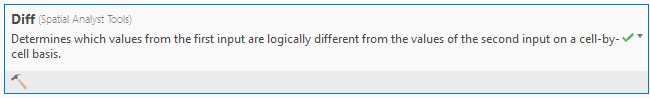 Diff (Spatial Analyst Tools)
Determines which values from the first input are logically different from the values of the second input on a cell-by-
cell basis.